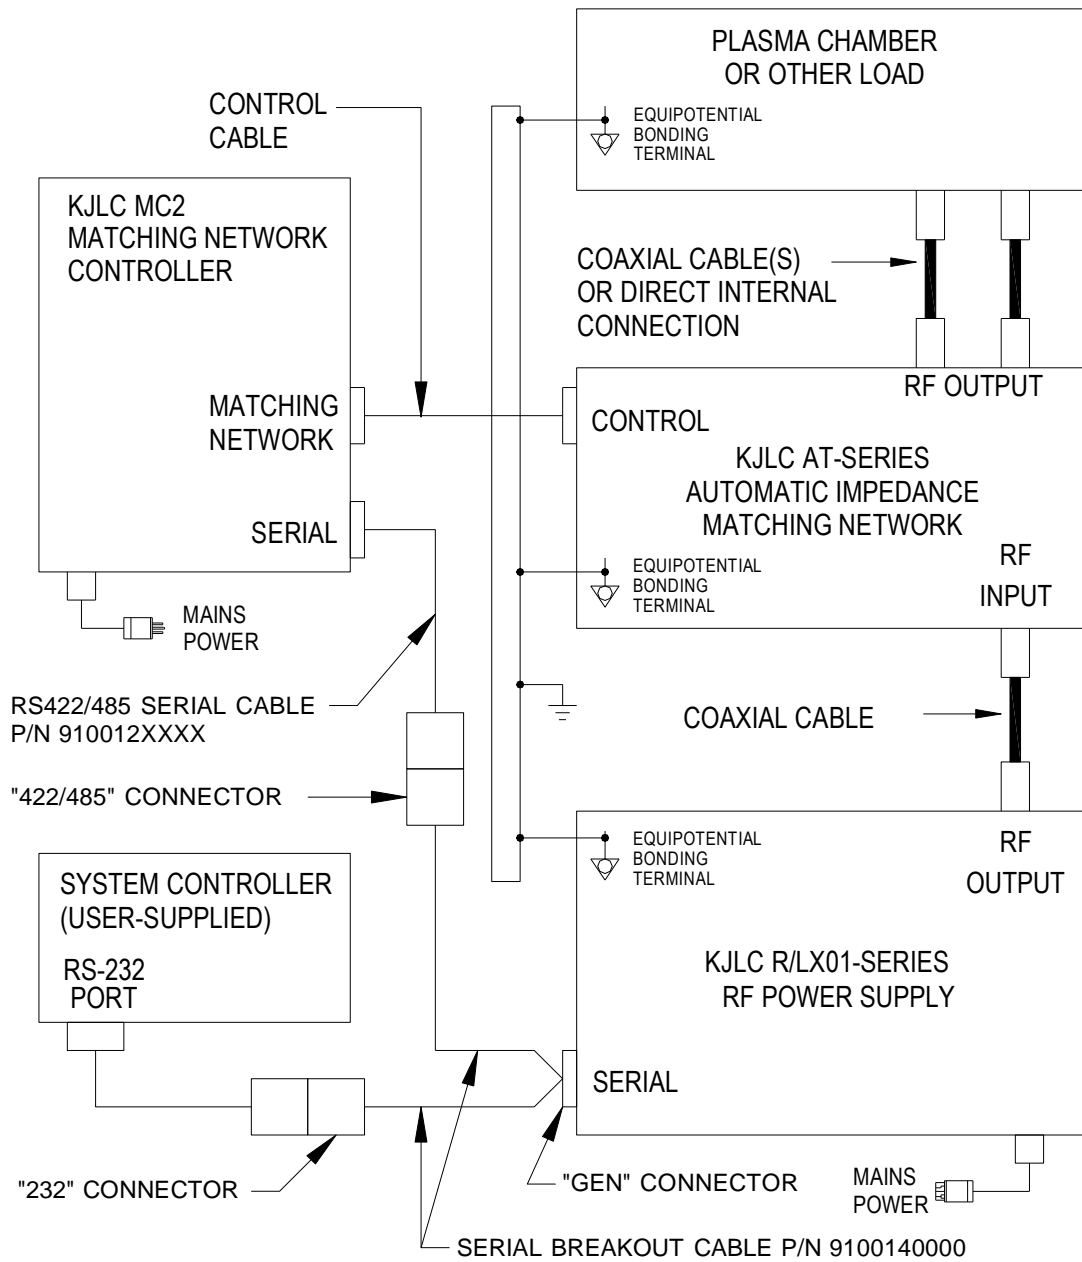 PLASMA CHAMBER
OR OTHER LOAD
EQUIPOTENTIAL
BONDING
TERMINAL
CONTROL
CABLE
KJLC MC2
MATCHING NETWORK
CONTROLLER
COAXIAL CABLE(S)
OR DIRECT INTERNAL
CONNECTION
RF OUTPUT
MATCHING
NETWORK
CONTROL
KJLC AT-SERIES
AUTOMATIC IMPEDANCE
MATCHING NETWORK
SERIAL
EQUIPOTENTIAL
BONDING
TERMINAL
RF
INPUT
MAINS
POWER
RS422/485 SERIAL CABLE
P/N 910012XXXX
COAXIAL CABLE
"422/485" CONNECTOR
EQUIPOTENTIAL
BONDING
TERMINAL
RF
OUTPUT
SYSTEM CONTROLLER
(USER-SUPPLIED)
RS-232
PORT
KJLC R/LX01-SERIES
RF POWER SUPPLY
SERIAL
"232" CONNECTOR
"GEN" CONNECTOR
MAINS
POWER
SERIAL BREAKOUT CABLE P/N 9100140000